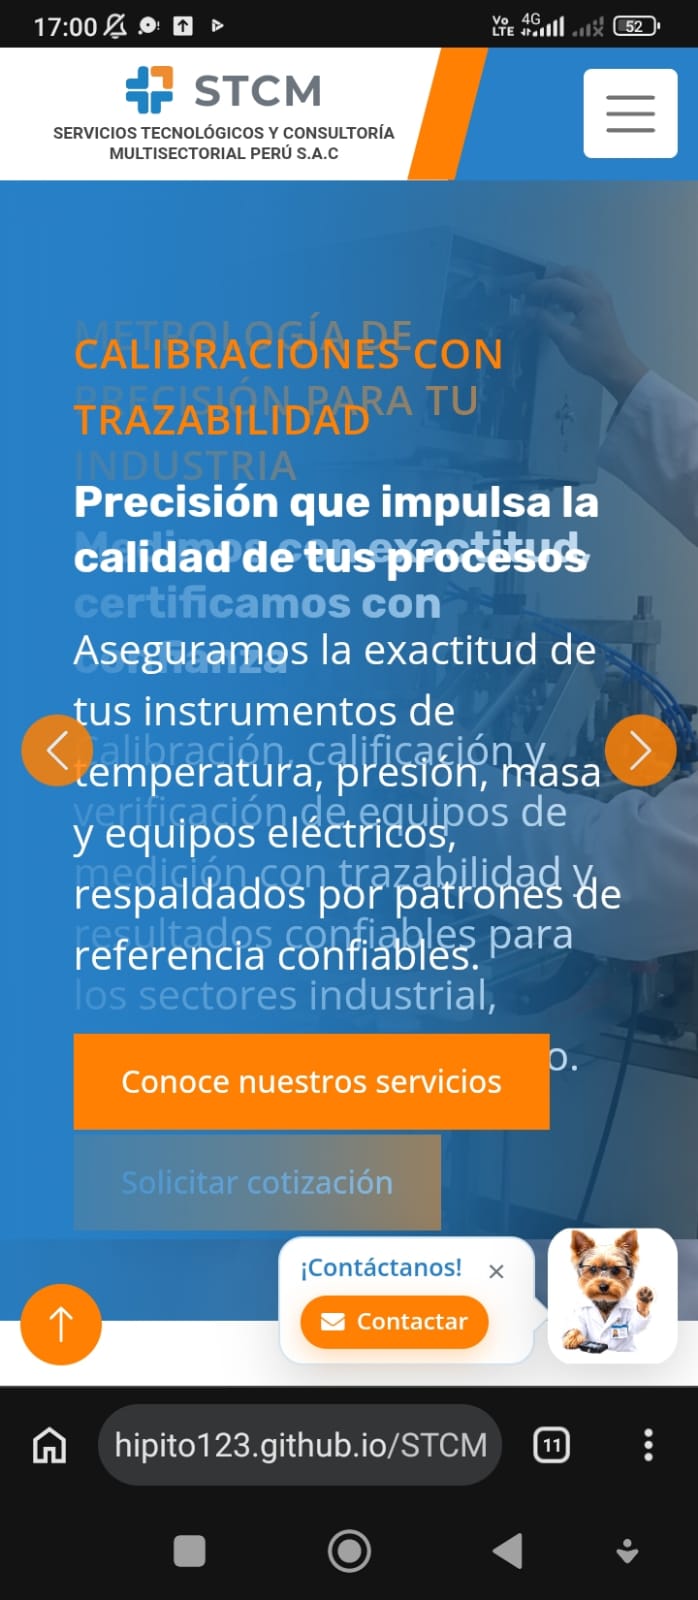 17:00
Vo
LTE
4G
52
STCM
SERVICIOS TECNOLÓGICOS Y CONSULTORÍA
MULTISECTORIAL PERÚ S.A.C
METROLOGÍA DE
CALIBRACIONES CON
PRECISIÓN PARA TU
TRAZABILIDAD
INDUSTRIA
Precisión que impulsa la
Medimos con exactitud,
calidad de tus procesos
certificamos con
Aseguramos la exactitud de
confianza
tus instrumentos de
Calibración, calificación y
temperatura, presión, masa
verificación de equipos de
y equipos eléctricos,
medición con trazabilidad y
respaldados por patrones de
resultados confiables para
referencia confiables.
los sectores industrial,
o.
Conoce nuestros servicios
Solicitar cotización
¡Contáctanos!
Contactar
hipito123.github.io/STCM
11